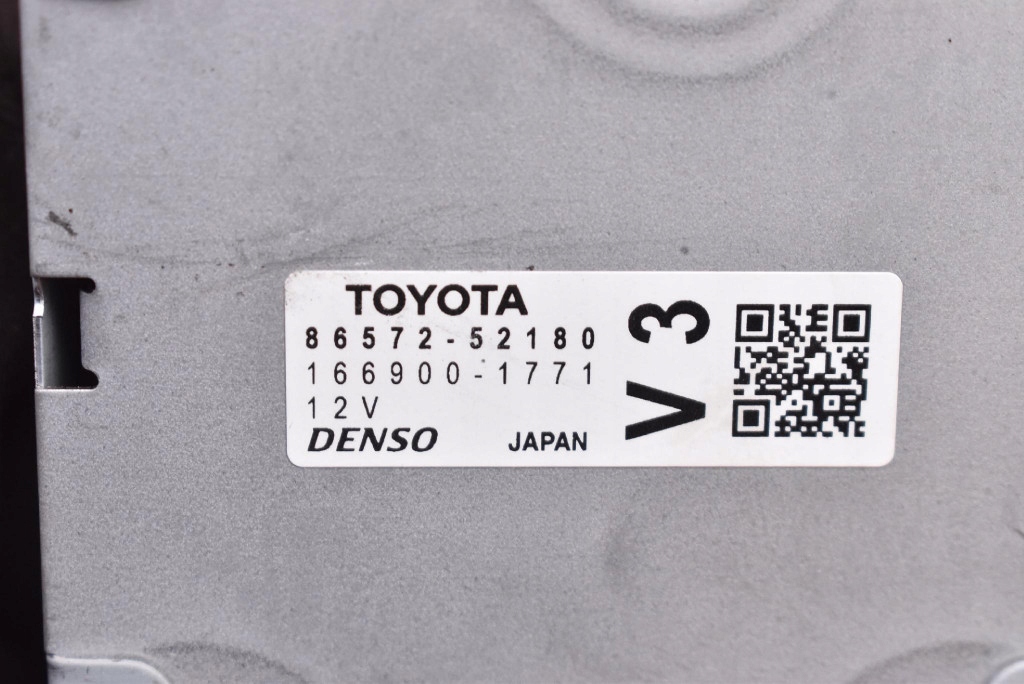 TOYOTA
86572-52180
166900-1771
12V
DENSO JAPAN
V3